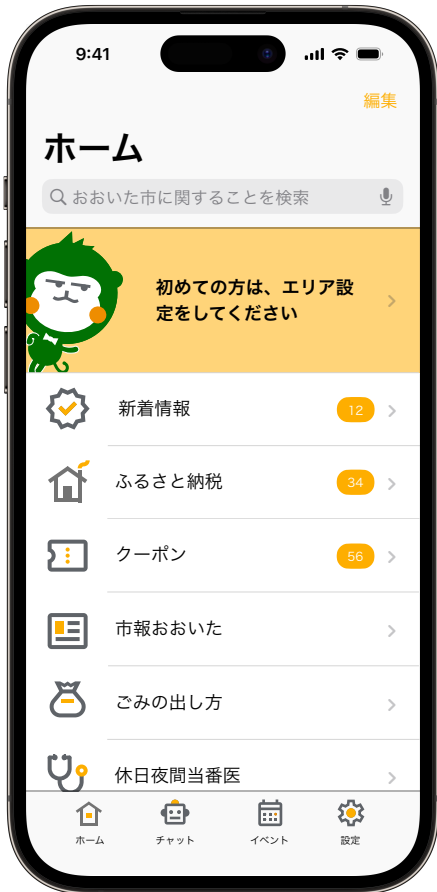 9:41
編集
ホーム
おおいた市に関することを検索
初めての方は、エリア設
定をしてください
新着情報 12
ふるさと納税 34
クーポン 56
市報おおいた
ごみの出し方
休日夜間当番医
ホーム チャット イベント 設定